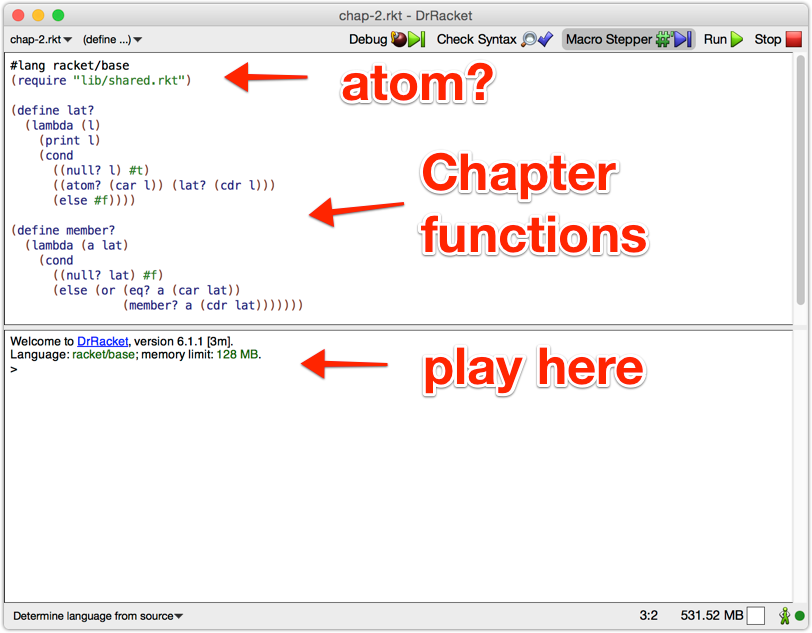 chap-2.rkt - DrRacket
chap-2.rkt (define ...) Debug Check Syntax Macro Stepper Run Stop
#lang racket/base
(require "lib/shared.rkt")
atom?
(define lat?
  (lambda (l)
    (print l)
    (cond
      ((null? l) #t)
      ((atom? (car l)) (lat? (cdr l)))
      (else #f))))
Chapter
functions
(define member?
  (lambda (a lat)
    (cond
      ((null? lat) #f)
      (else (or (eq? a (car lat))
                (member? a (cdr lat)))))))
Welcome to DrRacket, version 6.1.1 [3m].
Language: racket/base; memory limit: 128 MB.
>
play here
Determine language from source 3:2 531.52 MB